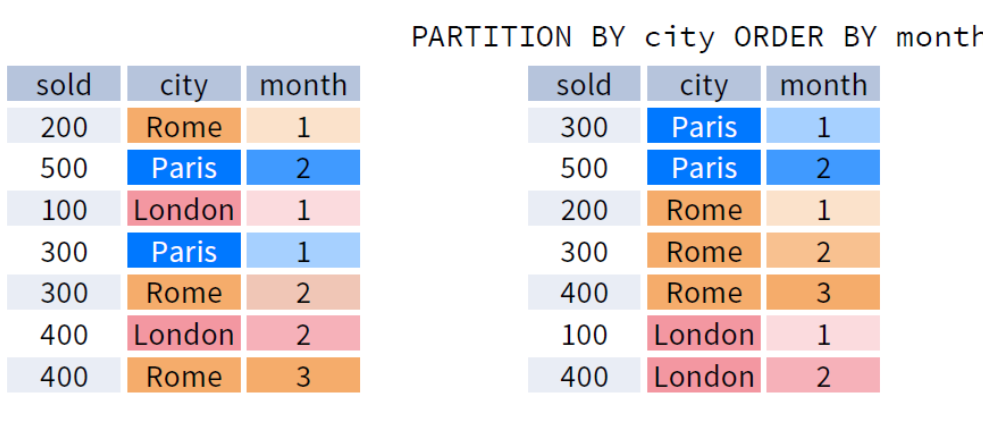 PARTITION BY city ORDER BY month
sold city month
200 Rome 1
500 Paris 2
100 London 1
300 Paris 1
300 Rome 2
400 London 2
400 Rome 3
sold city month
300 Paris 1
500 Paris 2
200 Rome 1
300 Rome 2
400 Rome 3
100 London 1
400 London 2